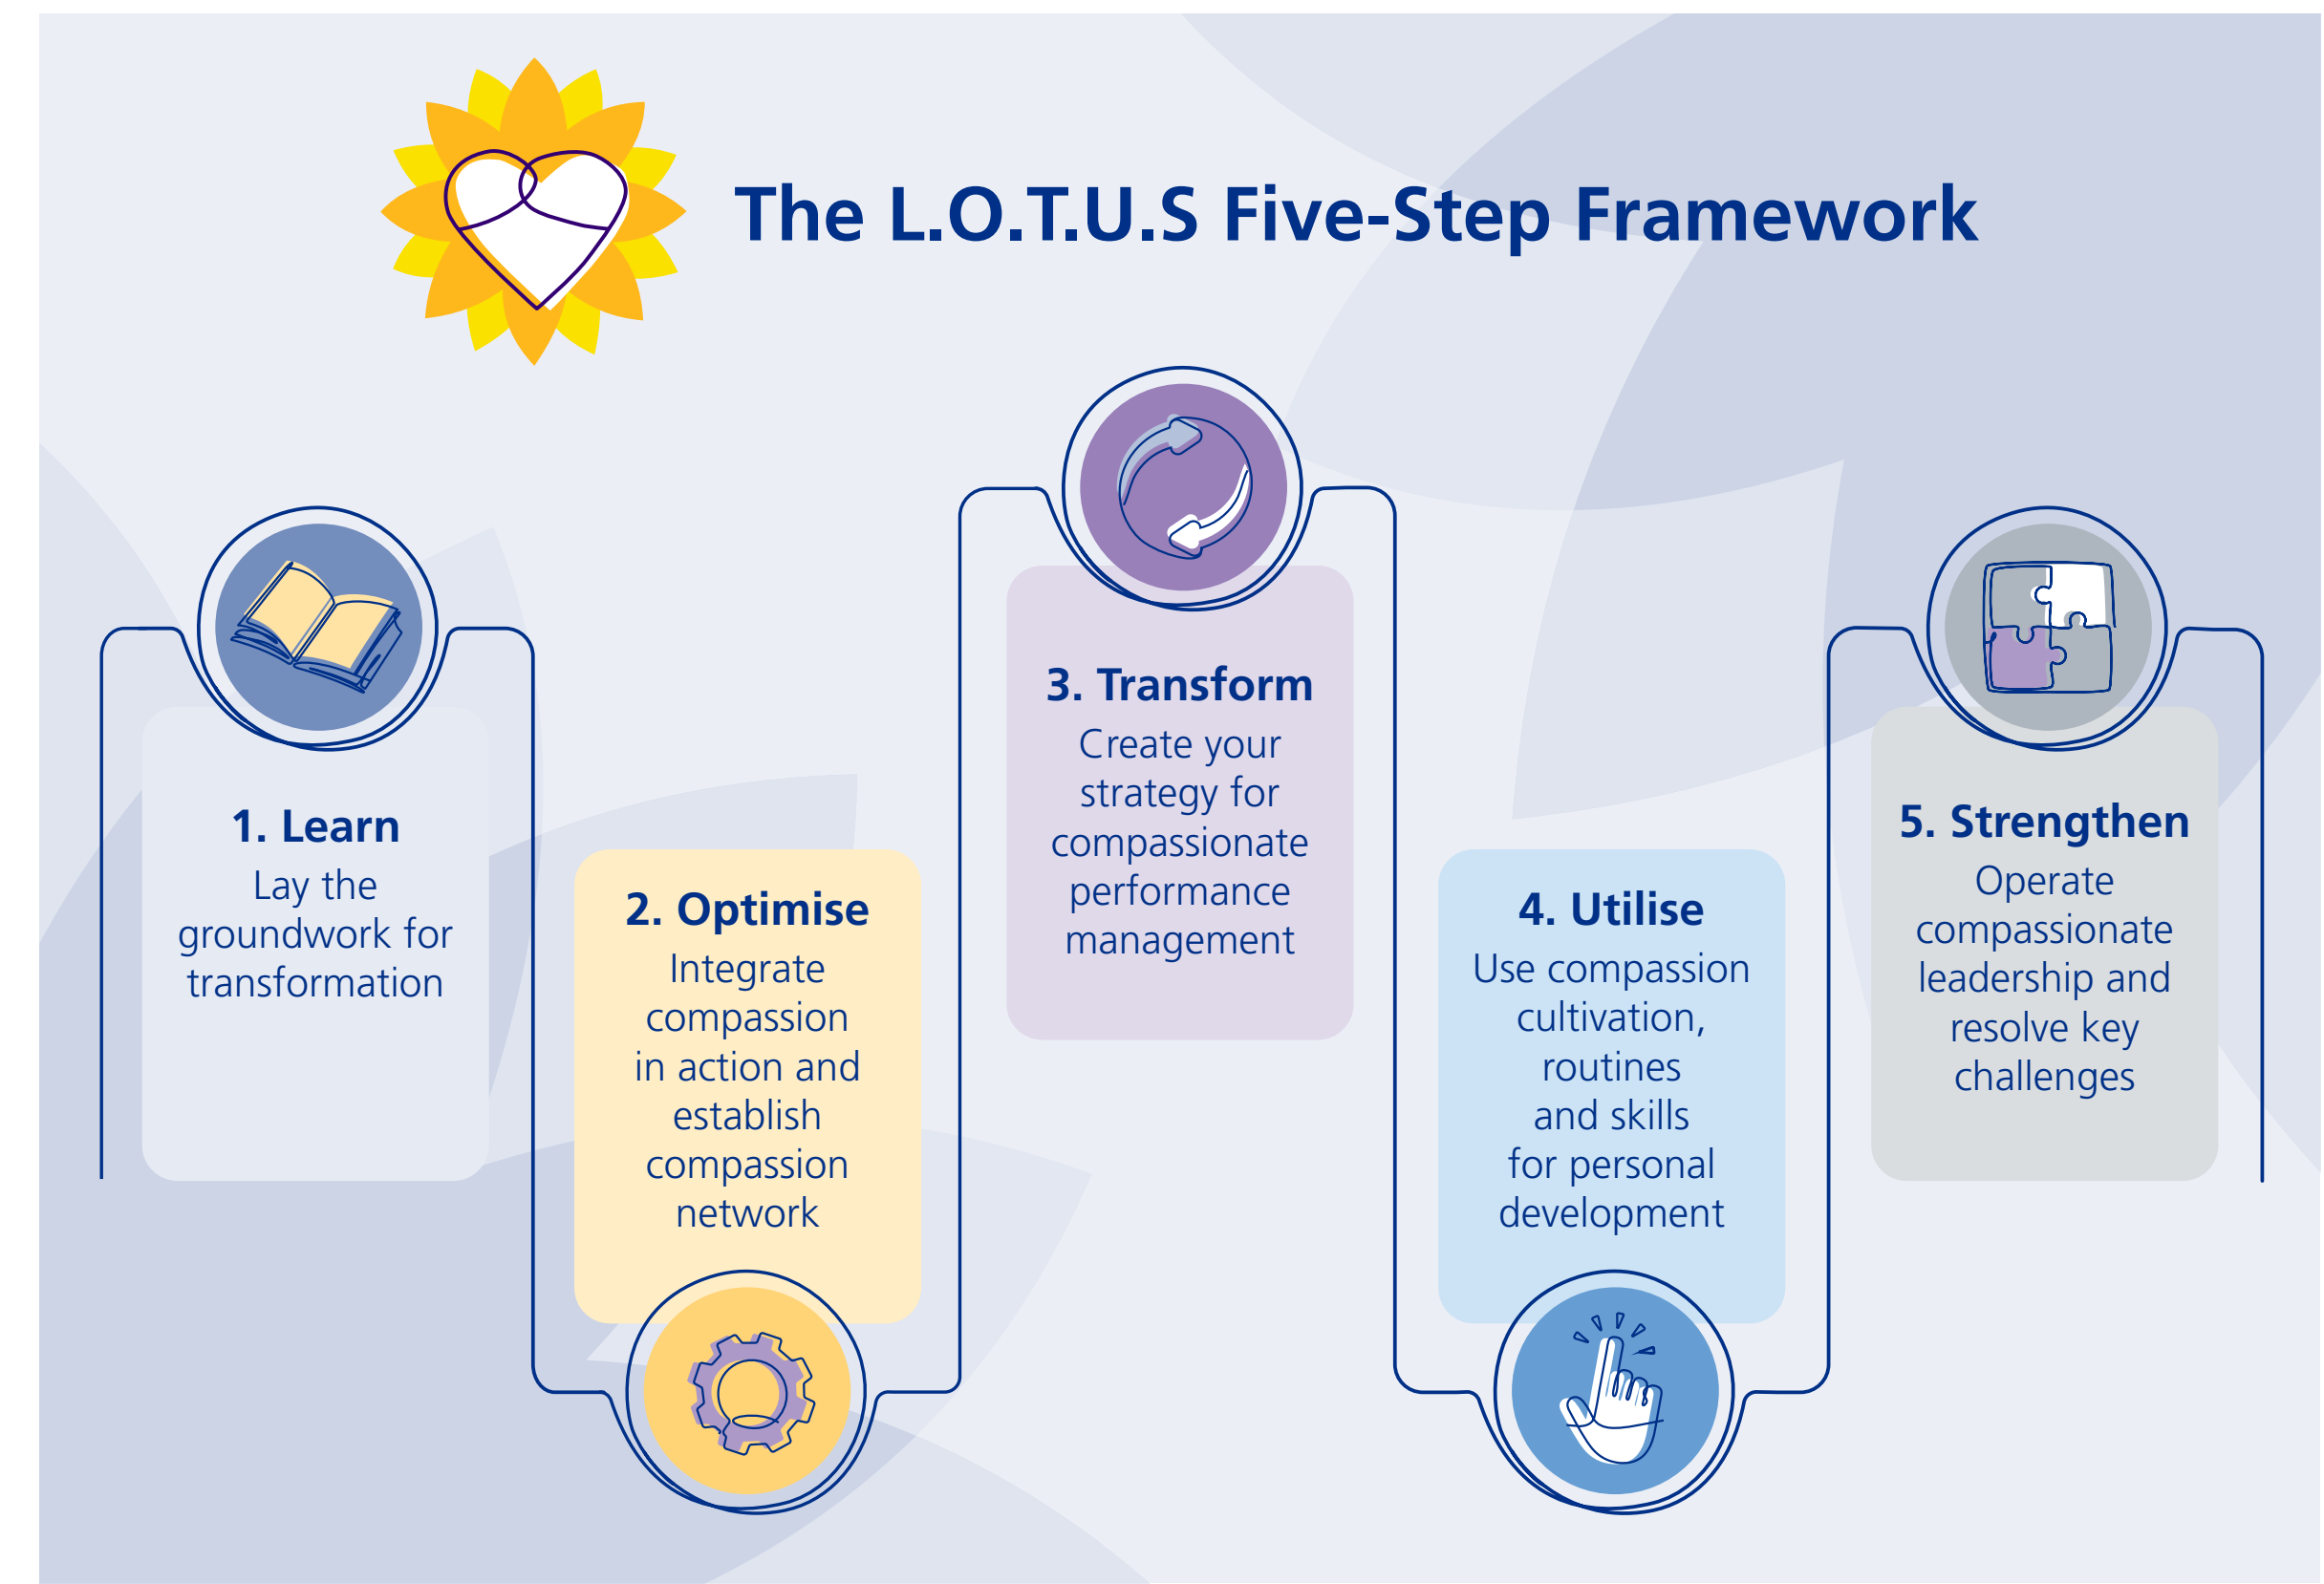 The L.O.T.U.S Five-Step Framework
1. Learn
Lay the
groundwork for
transformation
2. Optimise
Integrate
compassion
in action and
establish
compassion
network
3. Transform
Create your
strategy for
compassionate
performance
management
4. Utilise
Use compassion
cultivation,
routines
and skills
for personal
development
5. Strengthen
Operate
compassionate
leadership and
resolve key
challenges